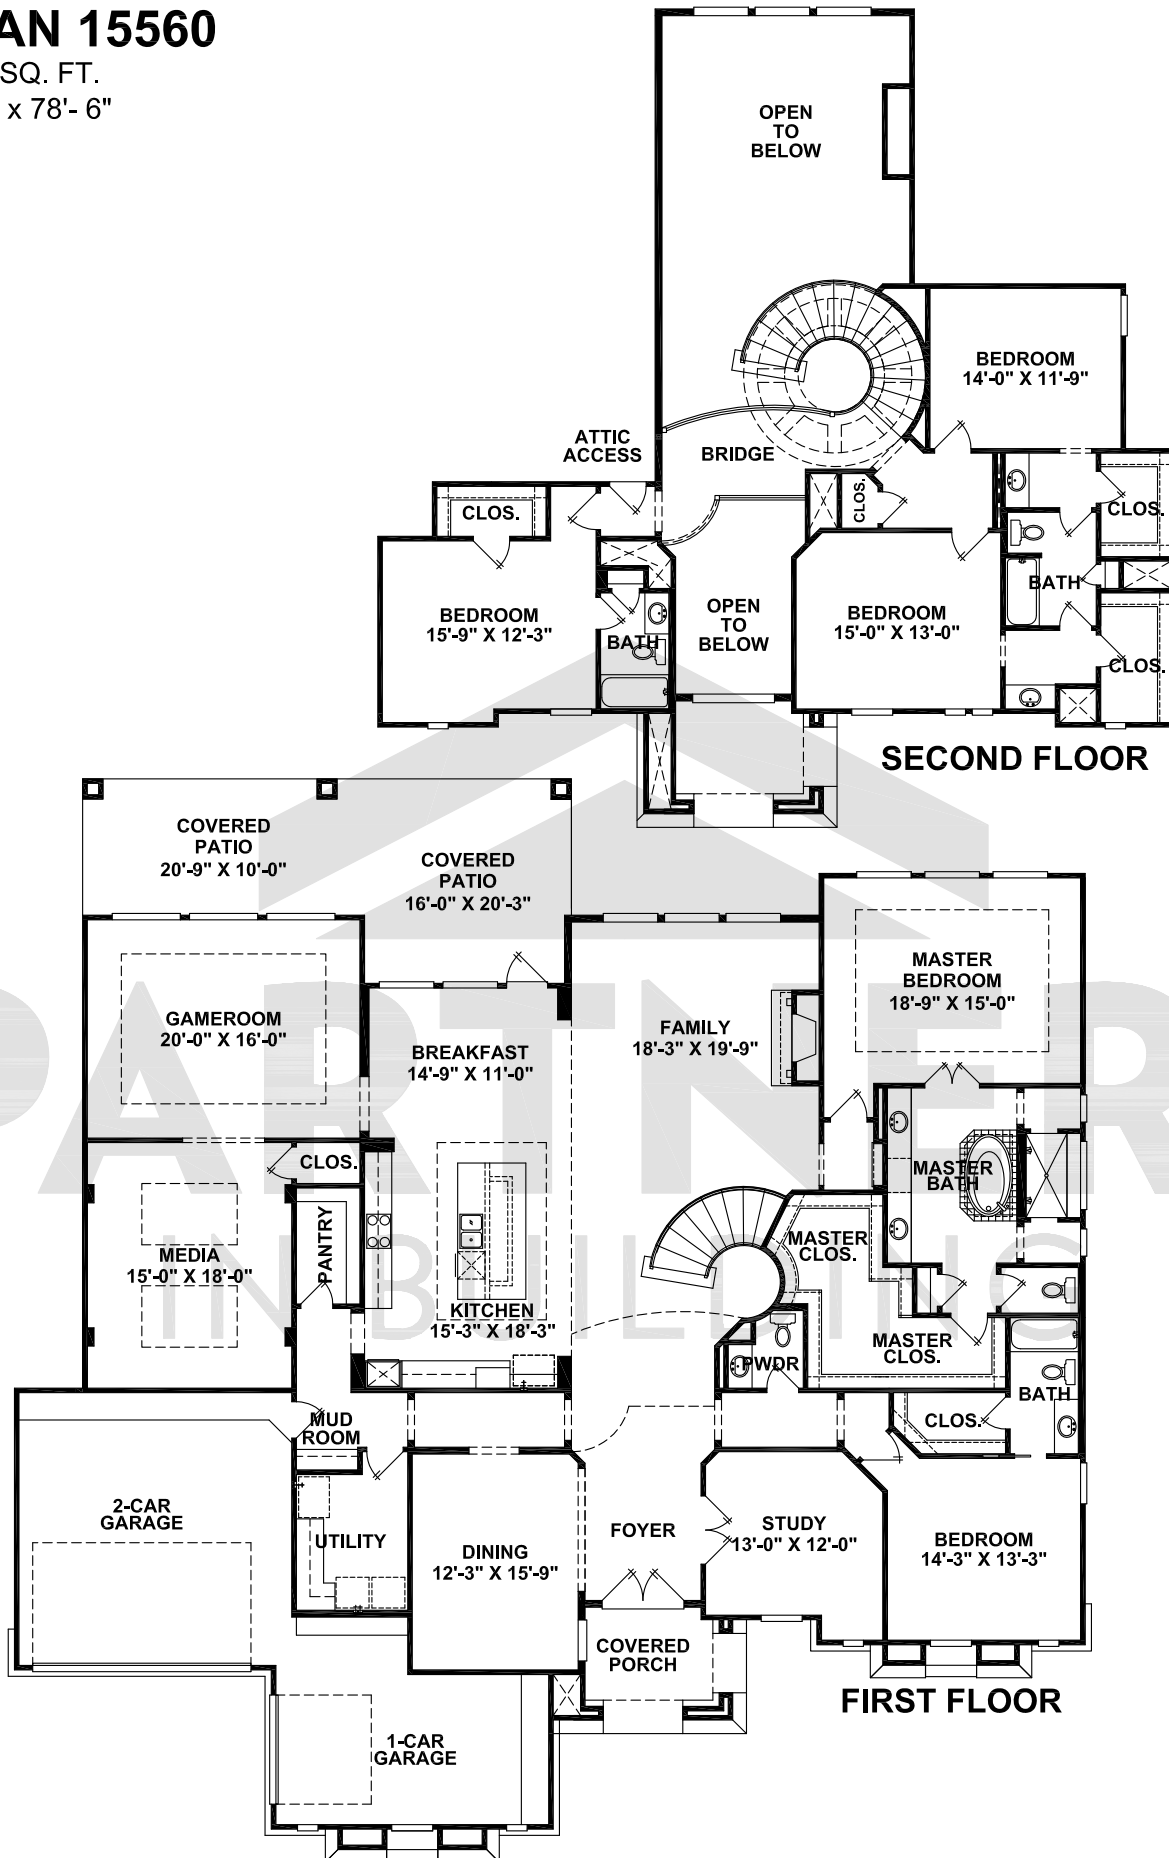 AN 15560
SQ. FT.
x 78'- 6"
OPEN
TO
BELOW
BEDROOM
14'-0" X 11'-9"
ATTIC
ACCESS
BRIDGE
CLOS.
CLOS.
CLOS.
BEDROOM
15'-9" X 12'-3"
BATH
OPEN
TO
BELOW
BEDROOM
15'-0" X 13'-0"
BATH
CLOS.
SECOND FLOOR
COVERED
PATIO
20'-9" X 10'-0"
COVERED
PATIO
16'-0" X 20'-3"
MASTER
BEDROOM
18'-9" X 15'-0"
GAMEROOM
20'-0" X 16'-0"
FAMILY
18'-3" X 19'-9"
BREAKFAST
14'-9" X 11'-0"
CLOS.
MASTER
BATH
PANTRY
MEDIA
15'-0" X 18'-0"
MASTER
CLOS.
KITCHEN
15'-3" X 18'-3"
MASTER
CLOS.
PWDR
BATH
MUD
ROOM
CLOS.
2-CAR
GARAGE
UTILITY
DINING
12'-3" X 15'-9"
FOYER
STUDY
13'-0" X 12'-0"
BEDROOM
14'-3" X 13'-3"
COVERED
PORCH
FIRST FLOOR
1-CAR
GARAGE
PARTNER
IN BUILDING